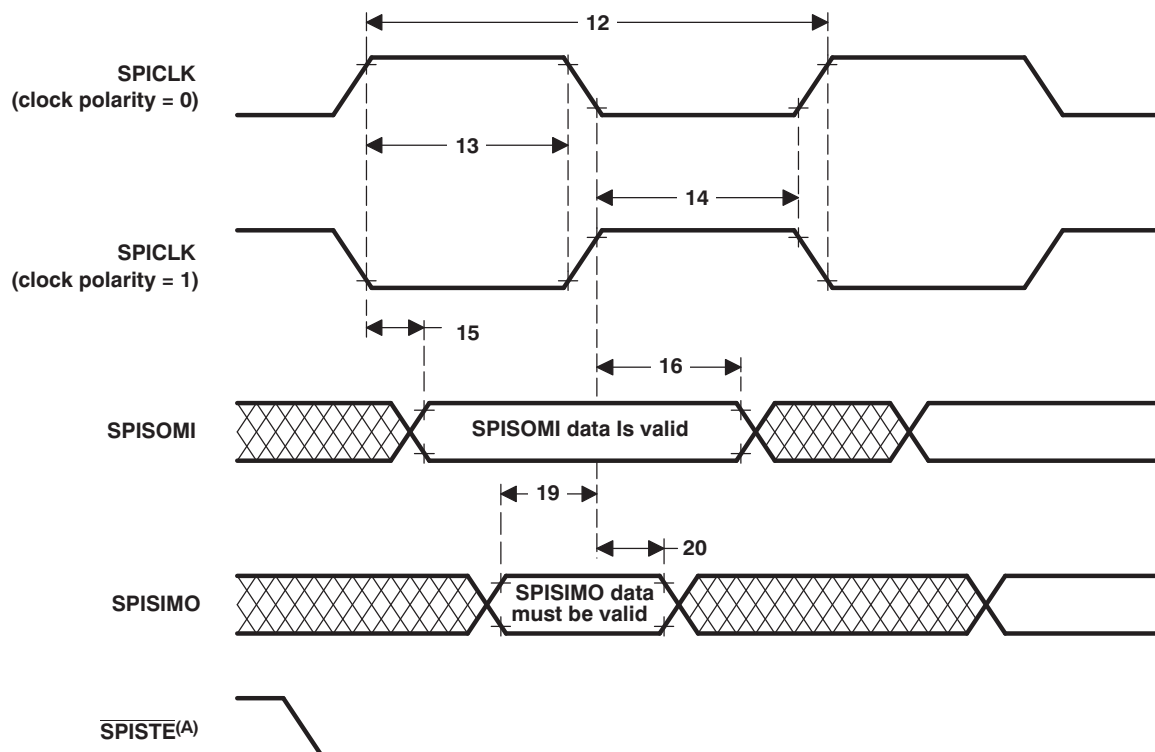 12
SPICLK
(clock polarity = 0)
13
14
SPICLK
(clock polarity = 1)
15
16
SPISOMI
SPISOMI data Is valid
19
20
SPISIMO
SPISIMO data
must be valid
SPISTE(A)